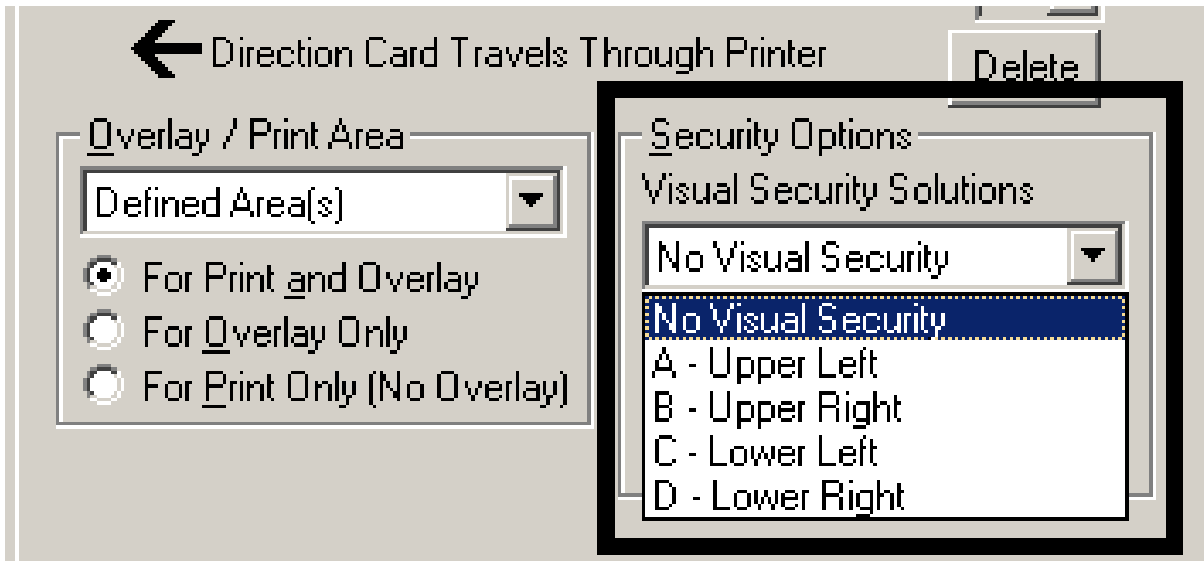 Direction Card Travels Through Printer
Delete
Overlay / Print Area
Defined Area(s)
For Print and Overlay
For Overlay Only
For Print Only (No Overlay)
Security Options
Visual Security Solutions
No Visual Security
No Visual Security
A - Upper Left
B - Upper Right
C - Lower Left
D - Lower Right